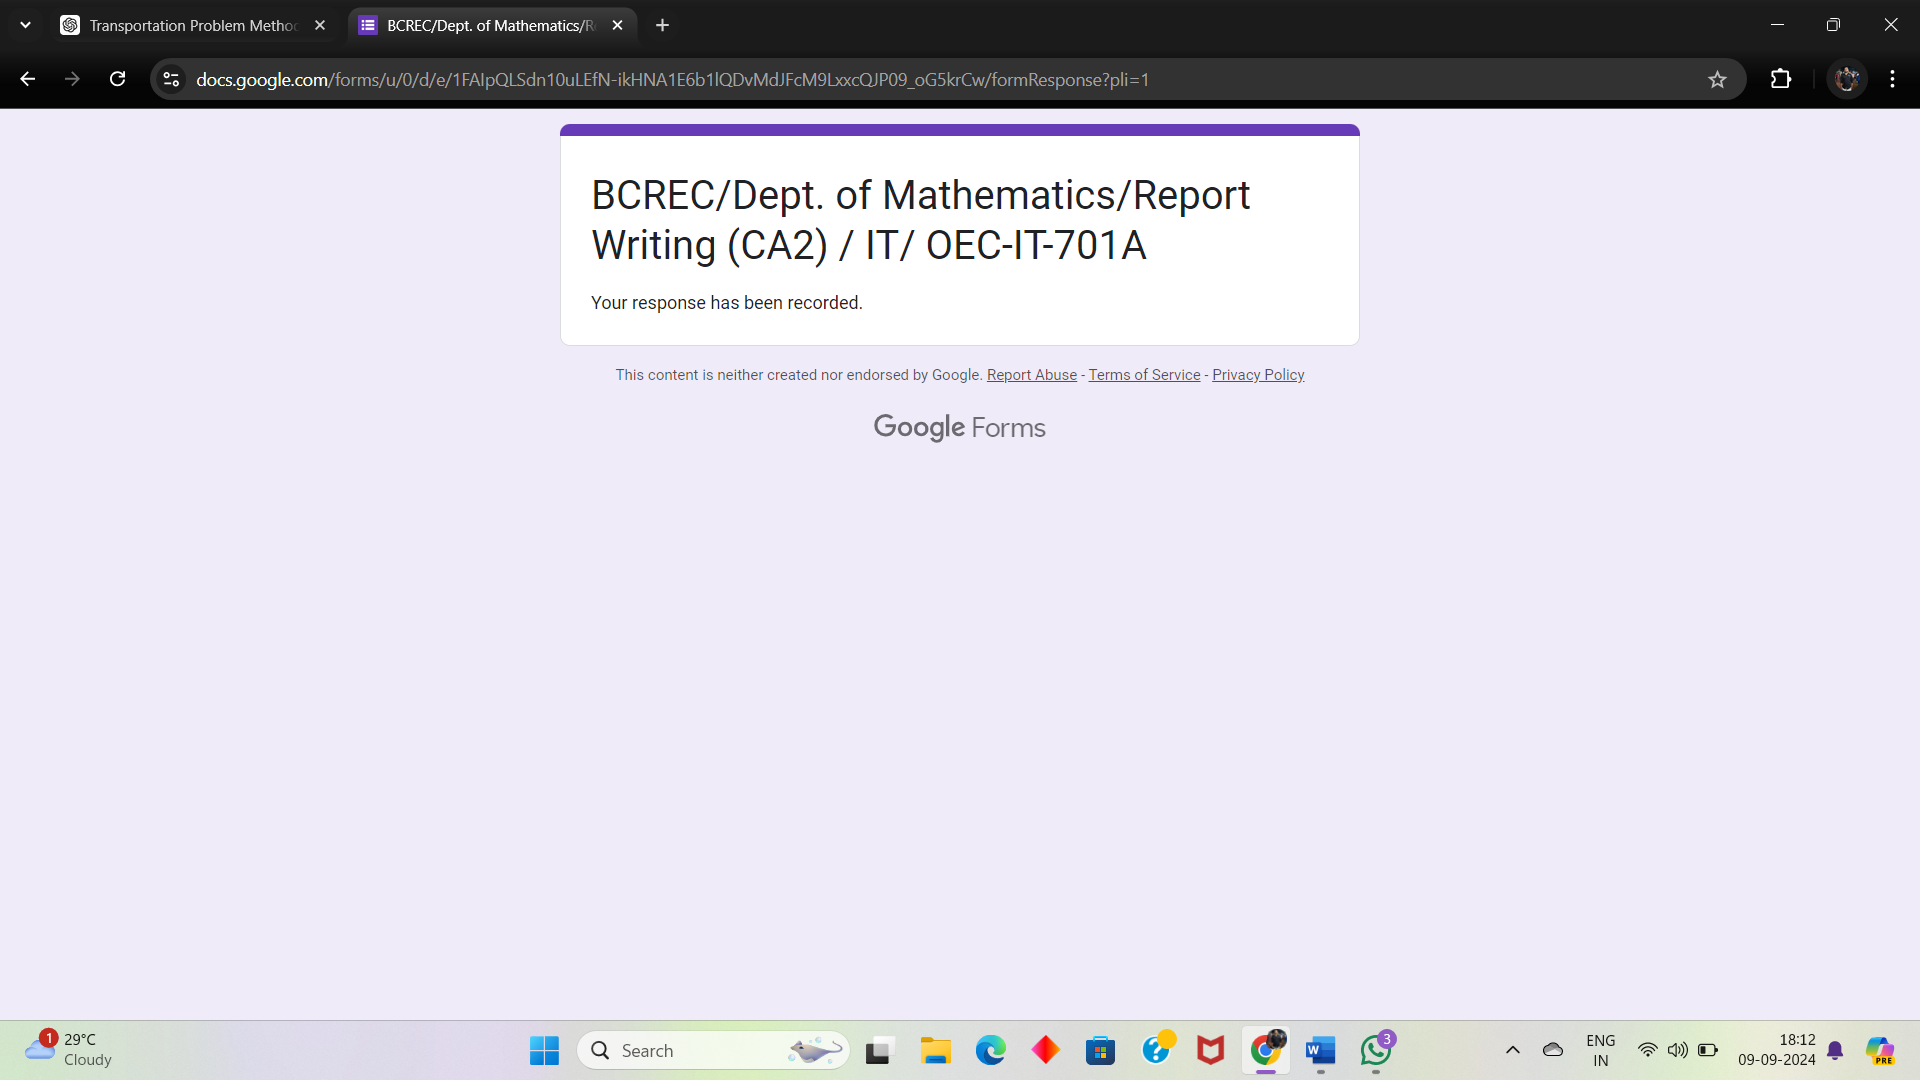 Transportation Problem Metho
BCREC/Dept. of Mathematics/R
docs.google.com/forms/u/0/d/e/1FAIpQLSdn10uLEfN-ikHNA1E6b1lQDvMdJFcM9LxxcQJP09_oG5krCw/formResponse?pli=1
BCREC/Dept. of Mathematics/Report
Writing (CA2) / IT/ OEC-IT-701A
Your response has been recorded.
This content is neither created nor endorsed by Google. Report Abuse - Terms of Service - Privacy Policy
Google Forms
1
29°C
Cloudy
Search
3
ENG
IN
18:12
09-09-2024
PRE